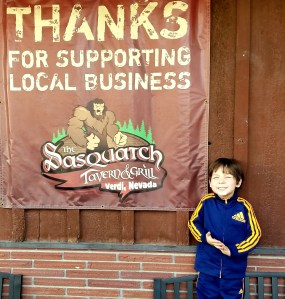 THANKS
FOR SUPPORTING
LOCAL BUSINESS
THE
Sasquatch
TAVERN & GRILL
Verdi, Nevada